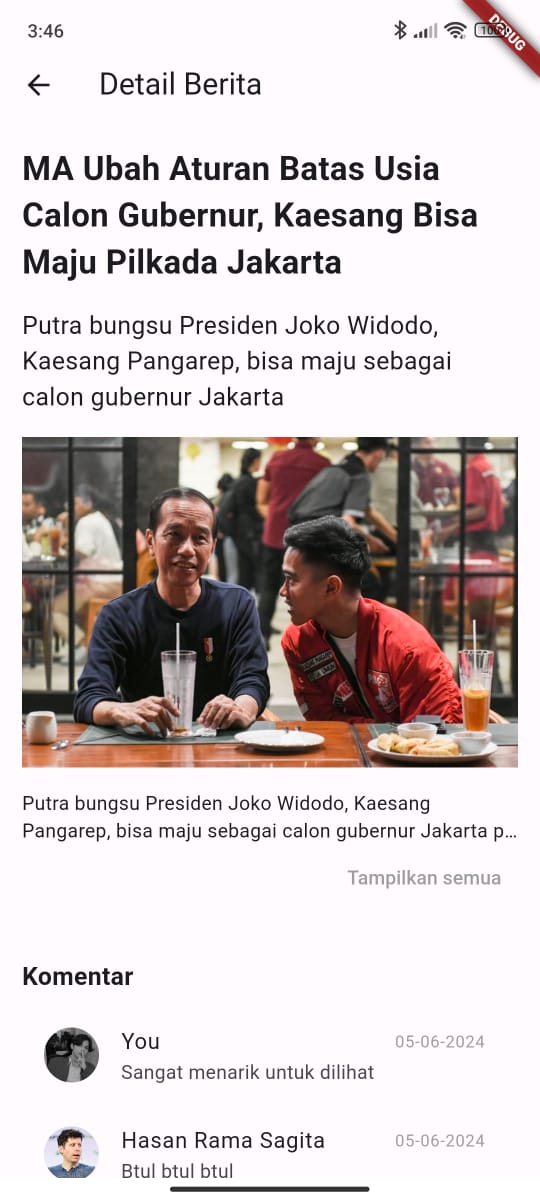 3:46
DEBUG
Detail Berita
MA Ubah Aturan Batas Usia
Calon Gubernur, Kaesang Bisa
Maju Pilkada Jakarta
Putra bungsu Presiden Joko Widodo,
Kaesang Pangarep, bisa maju sebagai
calon gubernur Jakarta
Putra bungsu Presiden Joko Widodo, Kaesang
Pangarep, bisa maju sebagai calon gubernur Jakarta p...
Tampilkan semua
Komentar
You
05-06-2024
Sangat menarik untuk dilihat
Hasan Rama Sagita
05-06-2024
Btul btul btul